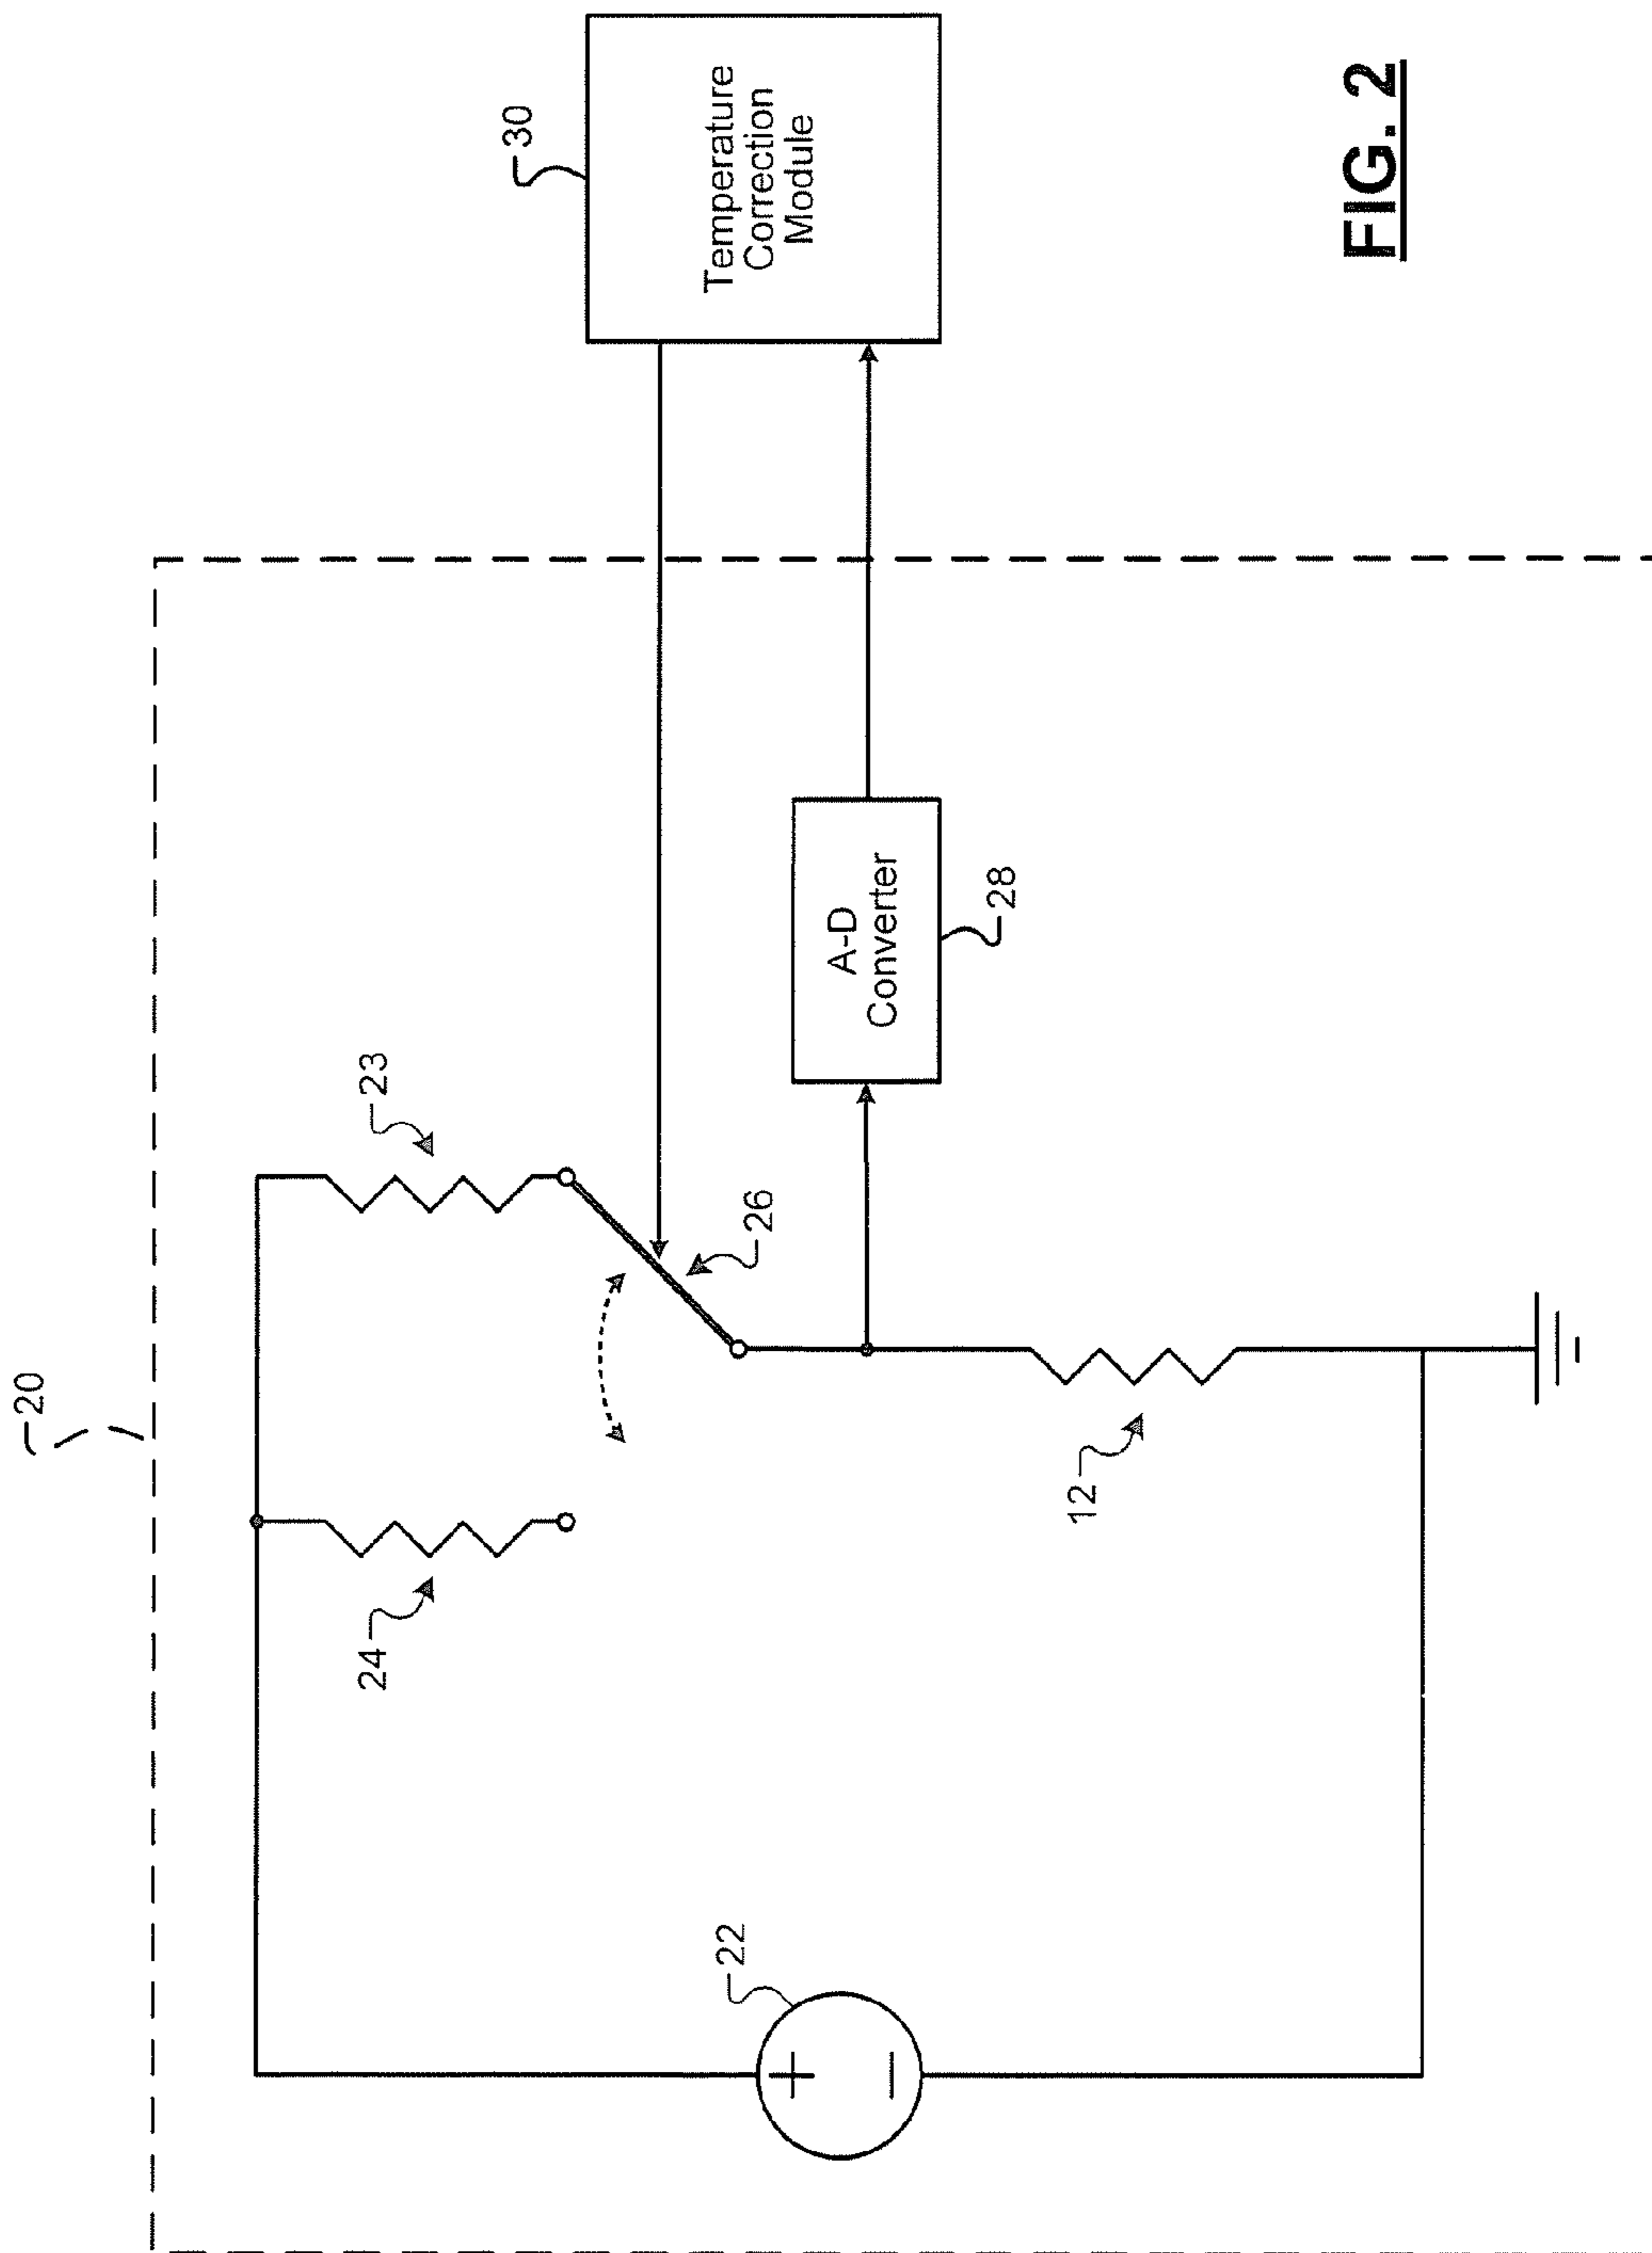 20
24
23
22
26
12
A-D
Converter
28
30
Temperature
Correction
Module
+
−
FIG. 2